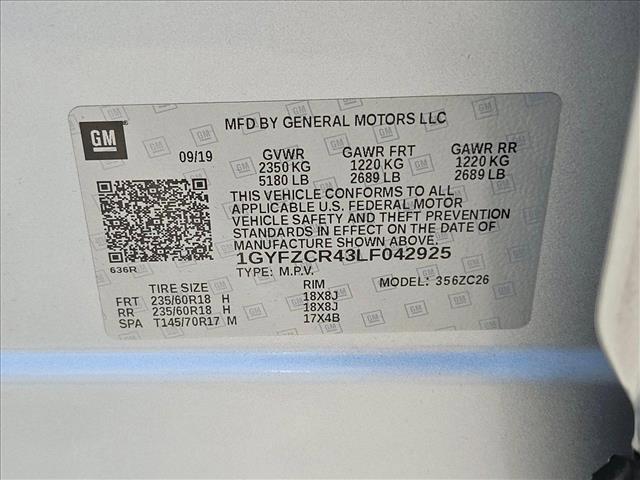 GM
MFD BY GENERAL MOTORS LLC
09/19 GVWR GAWR FRT GAWR RR
2350 KG 1220 KG 1220 KG
5180 LB 2689 LB 2689 LB
THIS VEHICLE CONFORMS TO ALL
APPLICABLE U.S. FEDERAL MOTOR
VEHICLE SAFETY AND THEFT PREVENTION
STANDARDS IN EFFECT ON THE DATE OF
MANUFACTURE SHOWN ABOVE.
1GYFZCR43LF042925
636R
TYPE: M.P.V. MODEL: 356ZC26
TIRE SIZE RIM
FRT 235/60R18 H 18X8J
RR 235/60R18 H 18X8J
SPA T145/70R17 M 17X4B